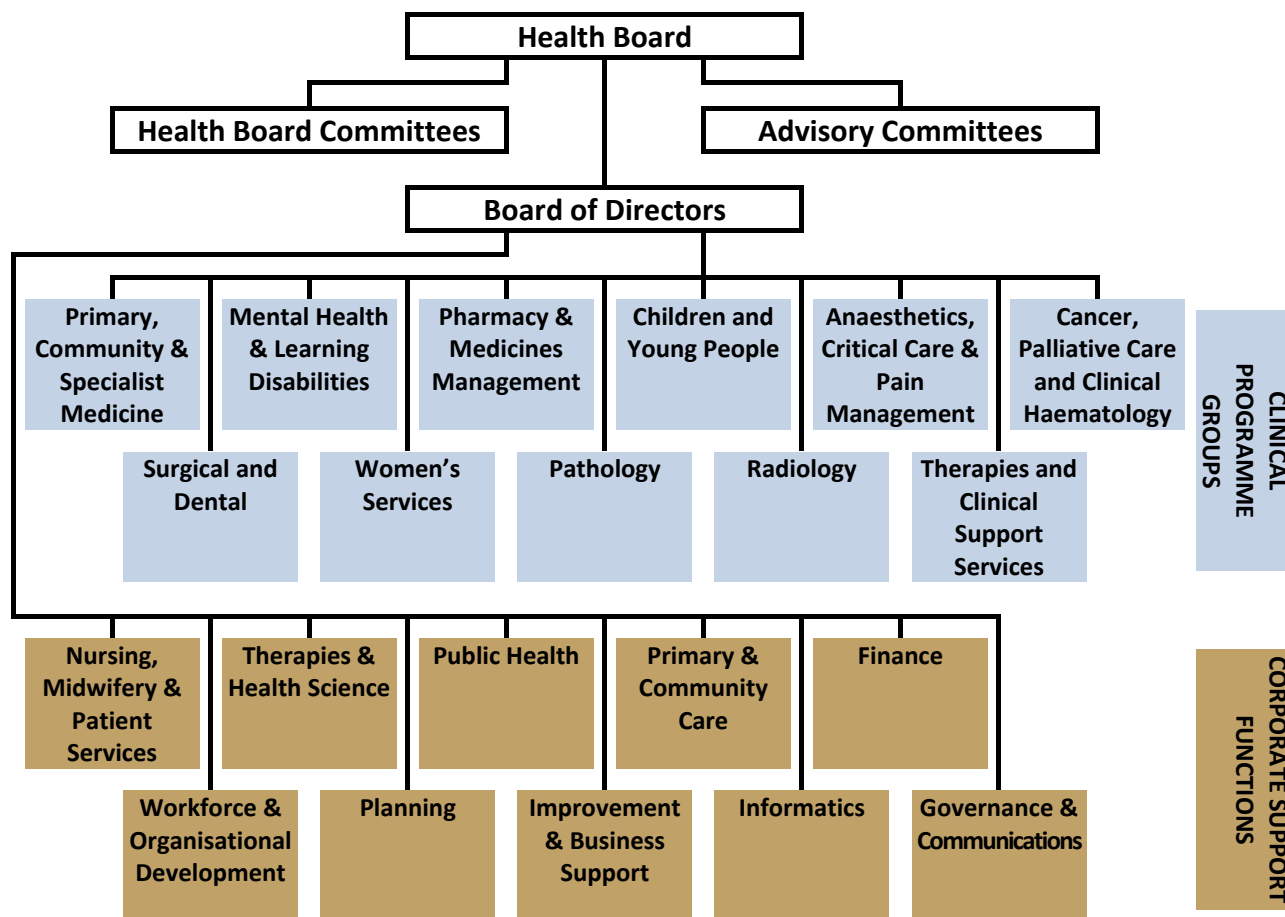 Health Board
Health Board Committees
Advisory Committees
Board of Directors
Primary,
Community &
Specialist
Medicine
Mental Health
& Learning
Disabilities
Pharmacy &
Medicines
Management
Children and
Young People
Anaesthetics,
Critical Care &
Pain
Management
Cancer,
Palliative Care
and Clinical
Haematology
Surgical and
Dental
Women’s
Services
Pathology
Radiology
Therapies and
Clinical
Support
Services
CLINICAL
PROGRAMME
GROUPS
Nursing,
Midwifery &
Patient
Services
Therapies &
Health Science
Public Health
Primary &
Community
Care
Finance
Workforce &
Organisational
Development
Planning
Improvement
& Business
Support
Informatics
Governance &
Communications
CORPORATE SUPPORT
FUNCTIONS